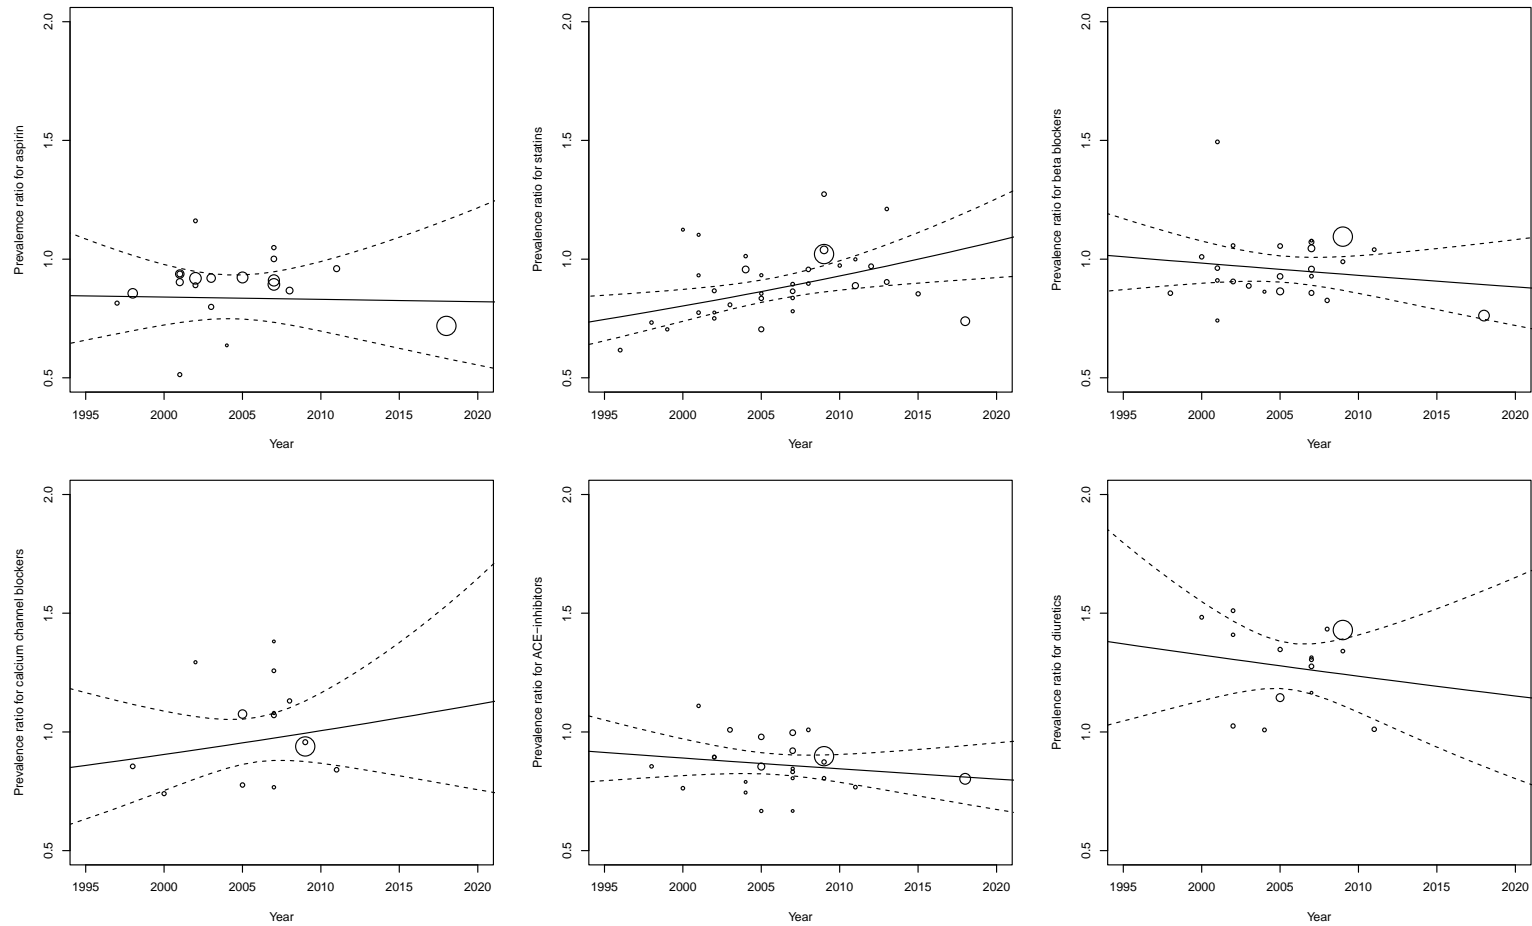 Prevalemce ratio for aspirin
2.0
1.5
1.0
0.5
1995 2000 2005 2010 2015 2020
Year
Prevalence ratio for statins
2.0
1.5
1.0
0.5
1995 2000 2005 2010 2015 2020
Year
Prevalence ratio for beta blockers
2.0
1.5
1.0
0.5
1995 2000 2005 2010 2015 2020
Year
Prevalence ratio for calcium channel blockers
2.0
1.5
1.0
0.5
1995 2000 2005 2010 2015 2020
Year
Prevalence ratio for ACE−inhibitors
2.0
1.5
1.0
0.5
1995 2000 2005 2010 2015 2020
Year
Prevalence ratio for diuretics
2.0
1.5
1.0
0.5
1995 2000 2005 2010 2015 2020
Year